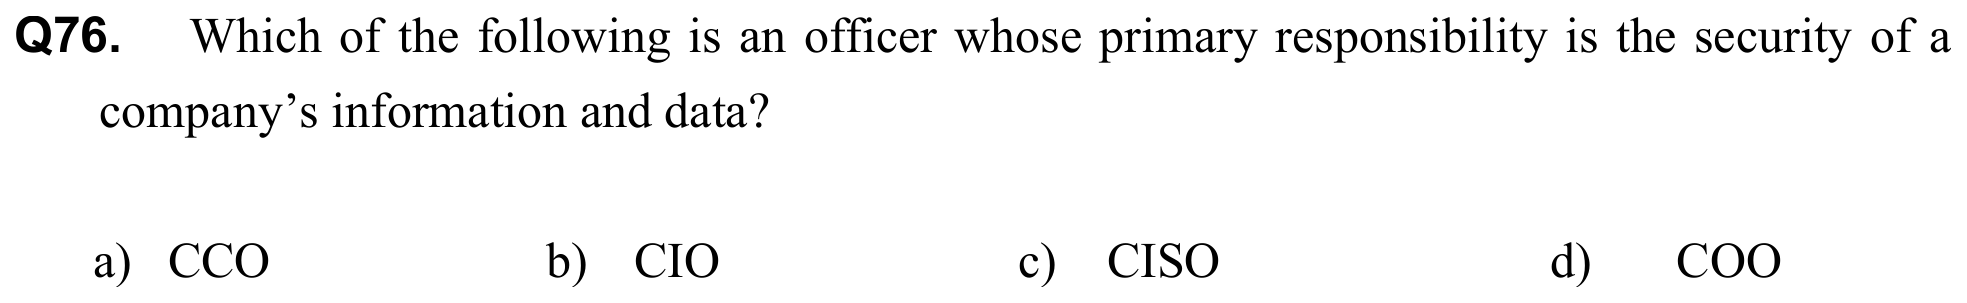 Q76. Which of the following is an officer whose primary responsibility is the security of a
company’s information and data?
a) CCO b) CIO c) CISO d) COO